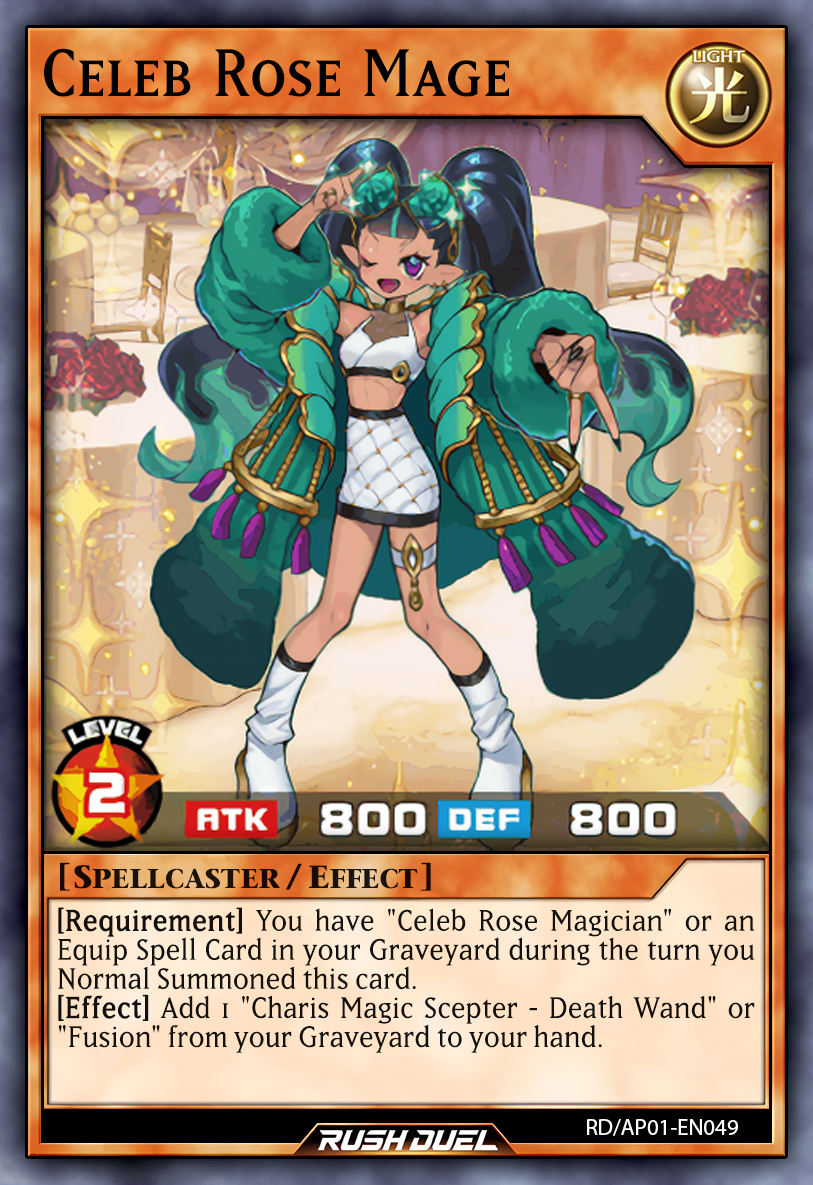 Celeb Rose Mage
LIGHT
光
LEVEL
2
ATK 800 DEF 800
[Spellcaster / Effect]
[Requirement] You have "Celeb Rose Magician" or an
Equip Spell Card in your Graveyard during the turn you
Normal Summoned this card.
[Effect] Add 1 "Charis Magic Scepter - Death Wand" or
"Fusion" from your Graveyard to your hand.
RD/AP01-EN049
RUSH DUEL